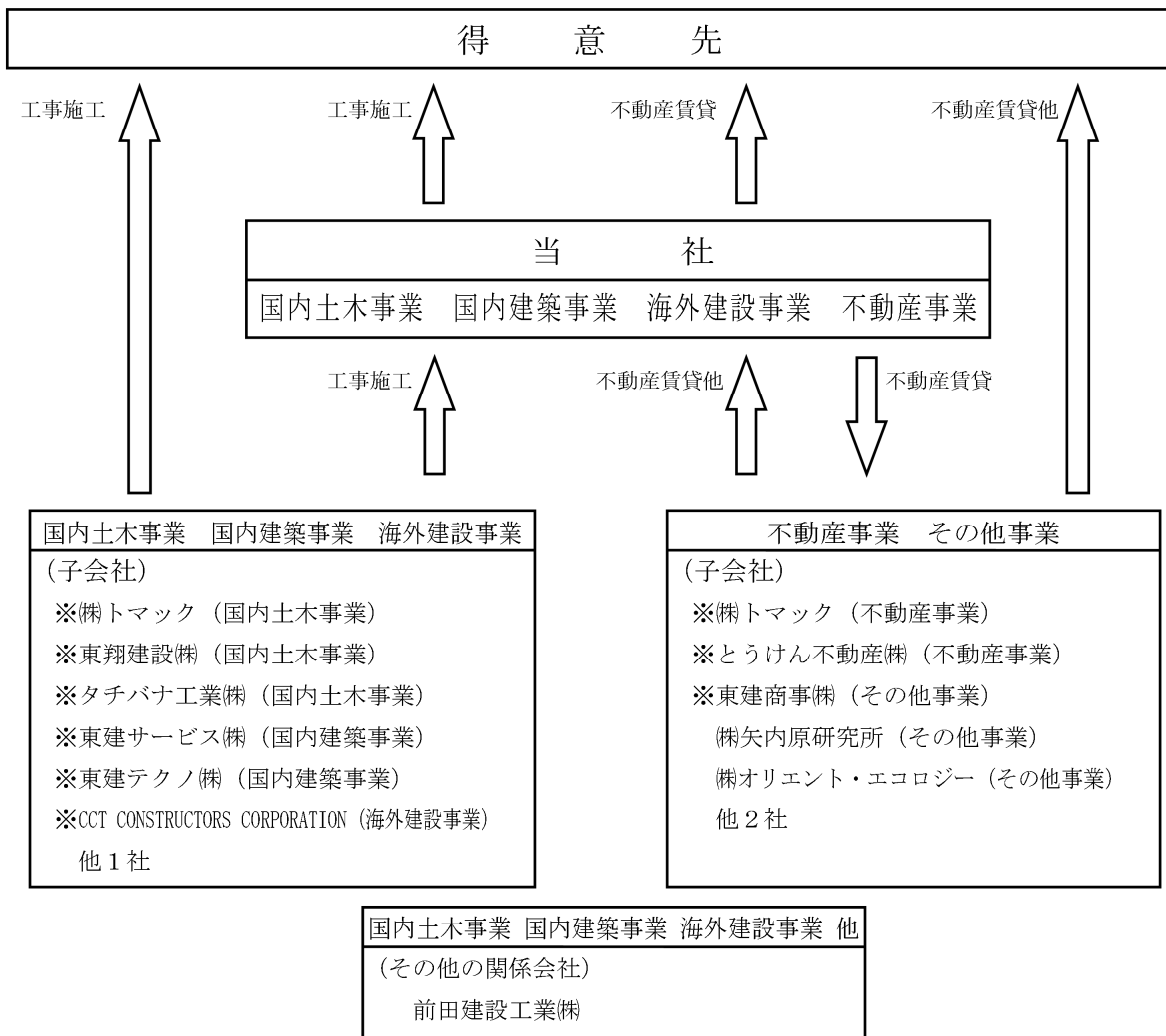 得意先
工事施工
工事施工
不動産賃貸
不動産賃貸他
当社
国内土木事業 国内建築事業 海外建設事業 不動産事業
工事施工
不動産賃貸他
不動産賃貸
国内土木事業 国内建築事業 海外建設事業
(子会社)
※㈱トマック (国内土木事業)
※東翔建設㈱ (国内土木事業)
※タチバナ工業㈱ (国内土木事業)
※東建サービス㈱ (国内建築事業)
※東建テクノ㈱ (国内建築事業)
※CCT CONSTRUCTORS CORPORATION (海外建設事業)
他1社
不動産事業 その他事業
(子会社)
※㈱トマック (不動産事業)
※とうけん不動産㈱ (不動産事業)
※東建商事㈱ (その他事業)
㈱矢内原研究所 (その他事業)
㈱オリエント・エコロジー (その他事業)
他2社
国内土木事業 国内建築事業 海外建設事業 他
(その他の関係会社)
前田建設工業㈱